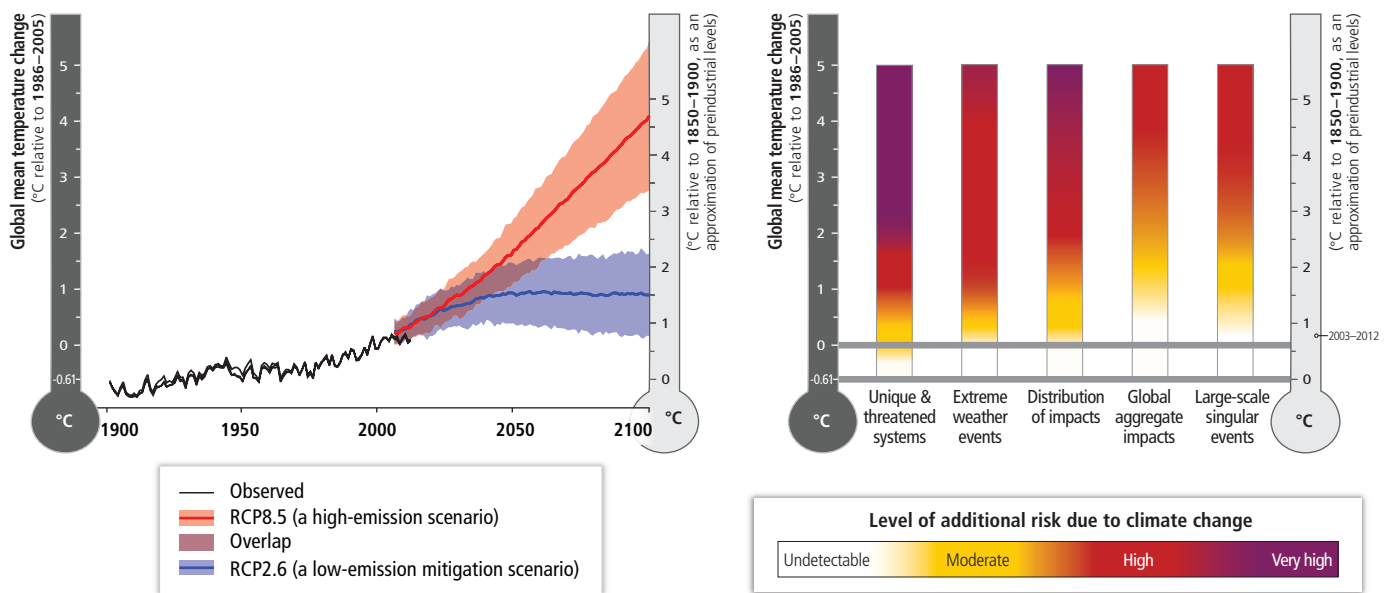 Global mean temperature change
(°C relative to 1986–2005)
5
4
3
2
1
0
-0.61
°C
1900
1950
2000
2050
2100
5
4
3
2
1
0
°C
(°C relative to 1850–1900, as an
approximation of preindustrial levels)
Observed
RCP8.5 (a high-emission scenario)
Overlap
RCP2.6 (a low-emission mitigation scenario)
Global mean temperature change
(°C relative to 1986–2005)
5
4
3
2
1
0
-0.61
°C
Unique &
threatened
systems
Extreme
weather
events
Distribution
of impacts
Global
aggregate
impacts
Large-scale
singular
events
5
4
3
2
1
0
°C
2003–2012
(°C relative to 1850–1900, as an
approximation of preindustrial levels)
Level of additional risk due to climate change
Undetectable Moderate High Very high